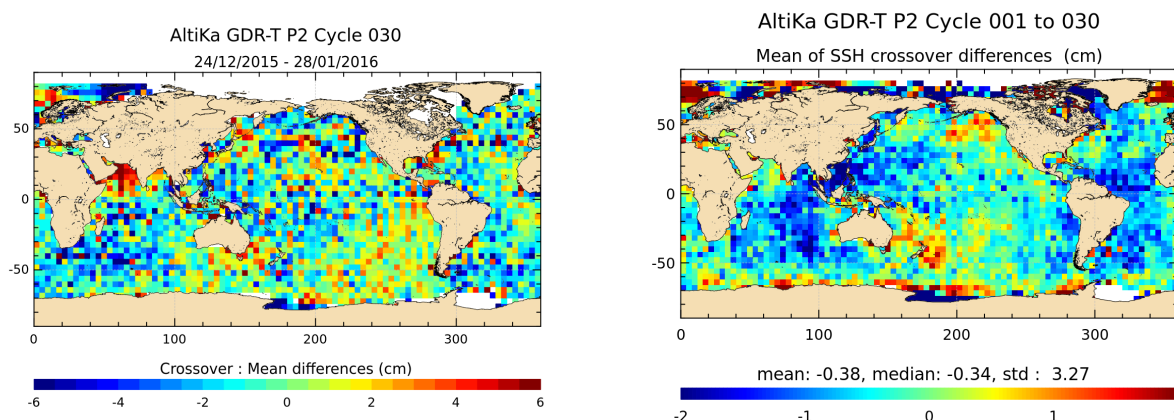 AltiKa GDR-T P2 Cycle 030
24/12/2015 - 28/01/2016
50
0
-50
0 100 200 300
Crossover : Mean differences (cm)
-6 -4 -2 0 2 4 6
AltiKa GDR-T P2 Cycle 001 to 030
Mean of SSH crossover differences (cm)
50
0
-50
0 100 200 300
mean: -0.38, median: -0.34, std : 3.27
-2 -1 0 1